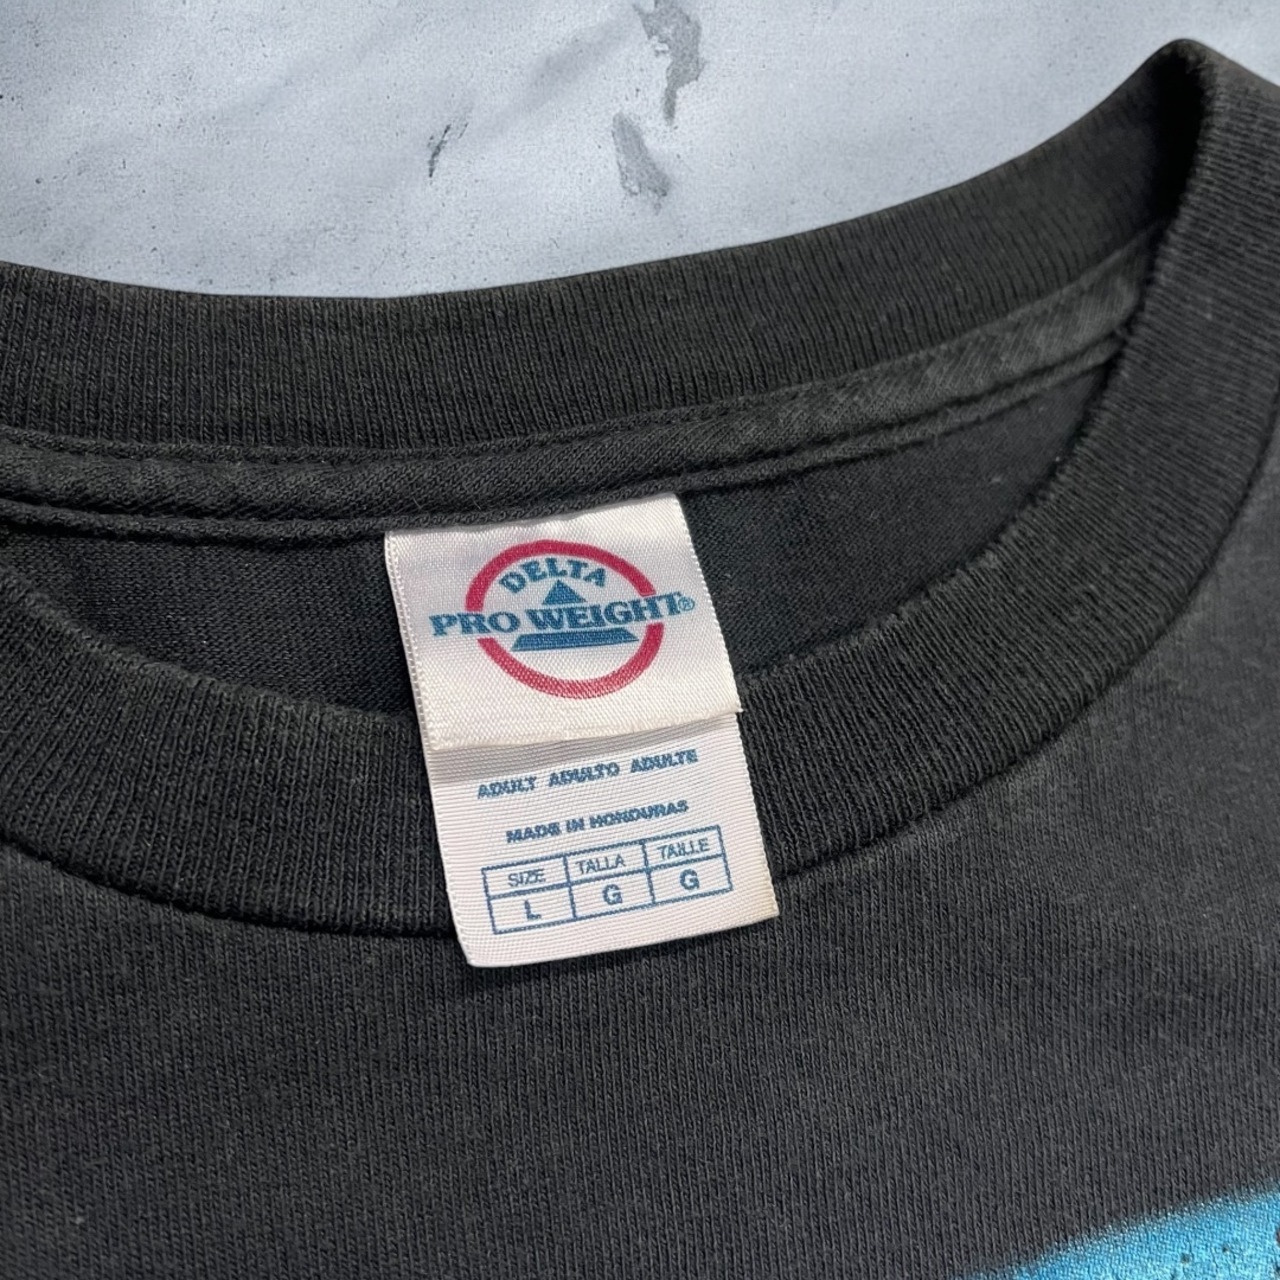 DELTA
PRO WEIGHT®
ADULT ADULTO ADULTE
MADE IN HONDURAS
SIZE TALLA TAILLE
L G G